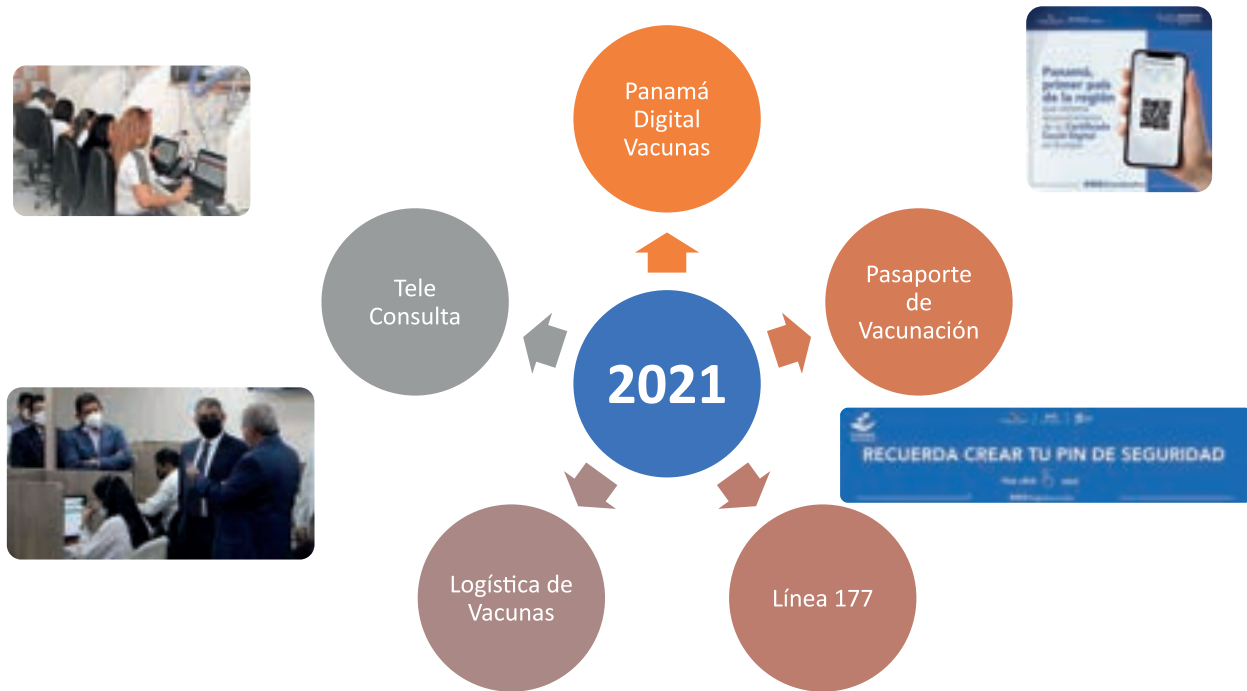 Panamá
Digital
Vacunas
Panamá,
primer país
de la región
Tele
Consulta
Pasaporte
de
Vacunación
2021
RECUERDA CREAR TU PIN DE SEGURIDAD
Logística de
Vacunas
Línea 177